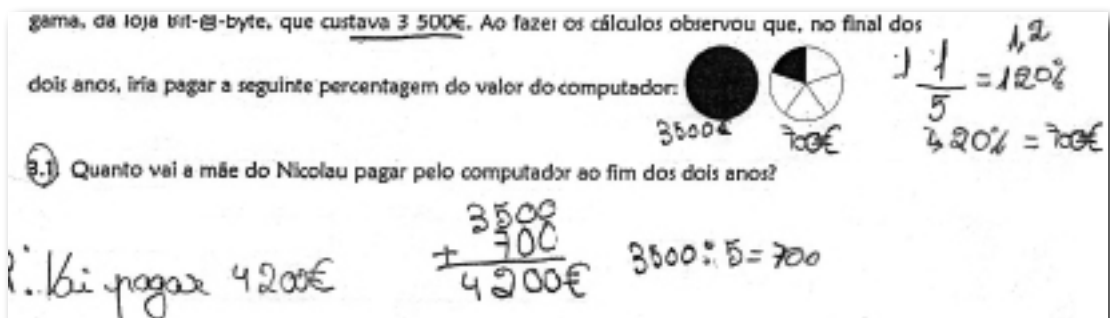 gama, da loja Bit-@-byte, que custava 3 500€. Ao fazer os cálculos observou que, no final dos
dois anos, iria pagar a seguinte percentagem do valor do computador:
3500€ 700€
1 1/5 = 120%
1,2
↳ 20% = 700€
3.1) Quanto vai a mãe do Nicolau pagar pelo computador ao fim dos dois anos?
R: Vai pagar 4200€
3500
+ 700
4200€
3500 : 5 = 700